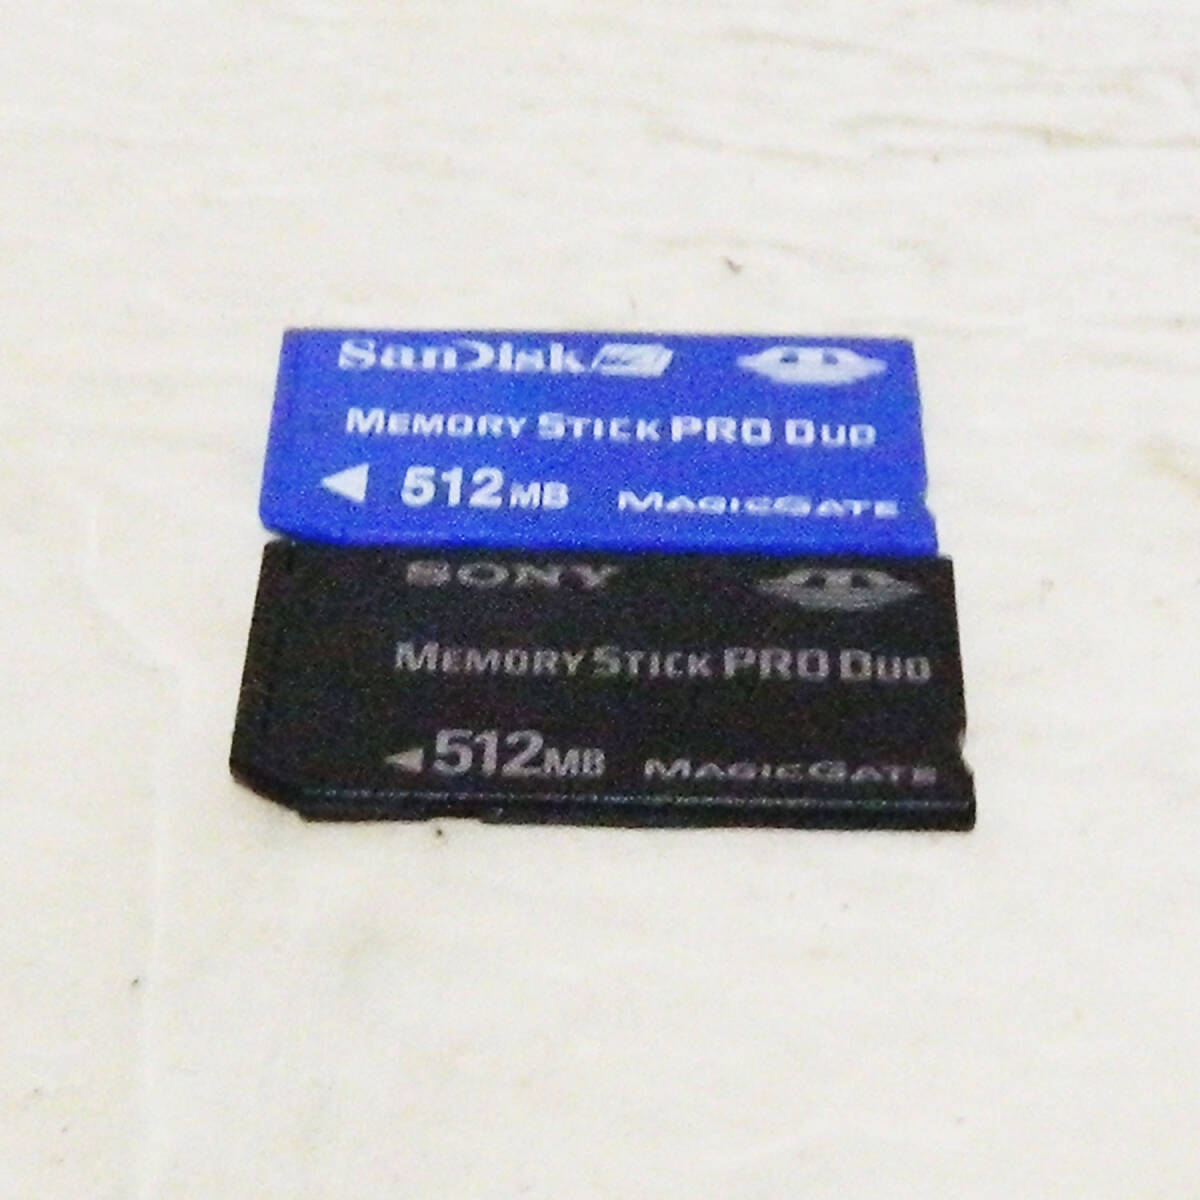 SanDisk
MEMORY STICK PRO DUO
512MB MAGICGATE
SONY
MEMORY STICK PRO DUO
512MB MAGICGATE